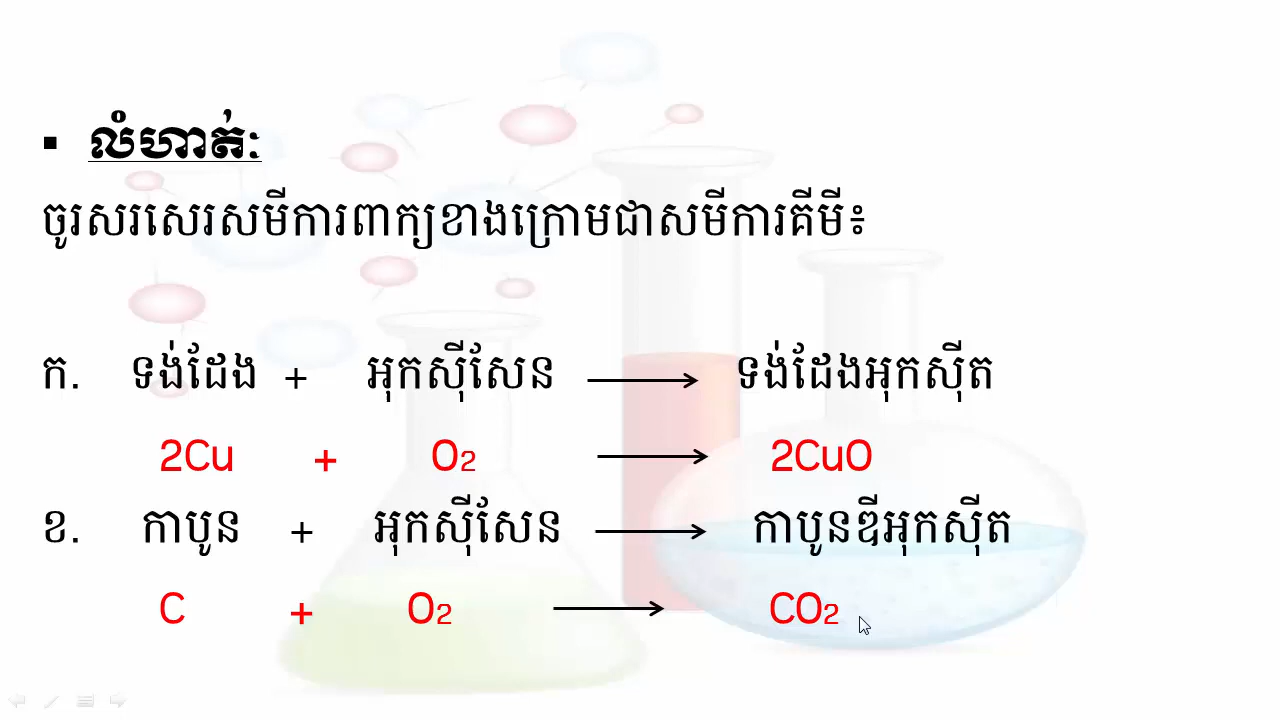 ▪ លំហាត់:
ចូរសរសេរសមីការពាក្យខាងក្រោមជាសមីការគីមី៖
ក. ទង់ដែង + អុកស៊ីសែន ⟶ ទង់ដែងអុកស៊ីត
2Cu + O₂ ⟶ 2CuO
ខ. កាបូន + អុកស៊ីសែន ⟶ កាបូនឌីអុកស៊ីត
C + O₂ ⟶ CO₂